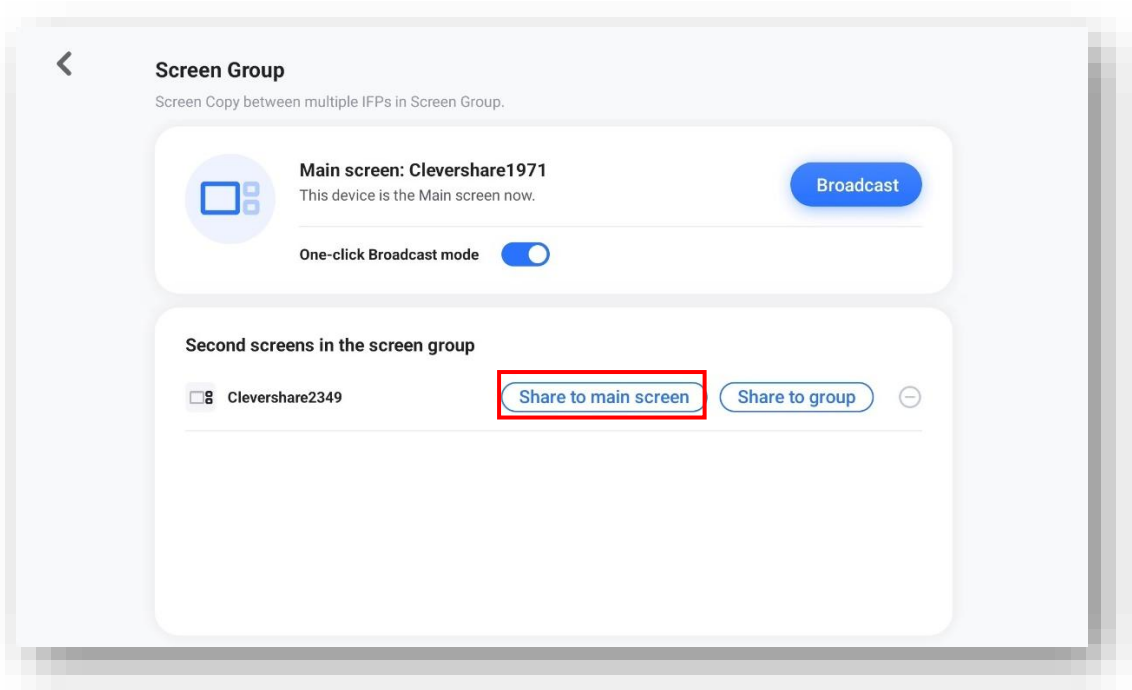 Screen Group
Screen Copy between multiple IFPs in Screen Group.
Main screen: Clevershare1971
This device is the Main screen now.
Broadcast
One-click Broadcast mode
Second screens in the screen group
Clevershare2349
Share to main screen
Share to group